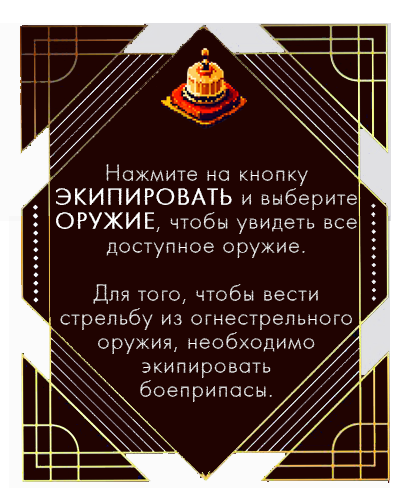 Нажмите на кнопку
ЭКИПИРОВАТЬ и выберите
ОРУЖИЕ, чтобы увидеть все
доступное оружие.
Для того, чтобы вести
стрельбу из огнестрельного
оружия, необходимо
экипировать
боеприпасы.